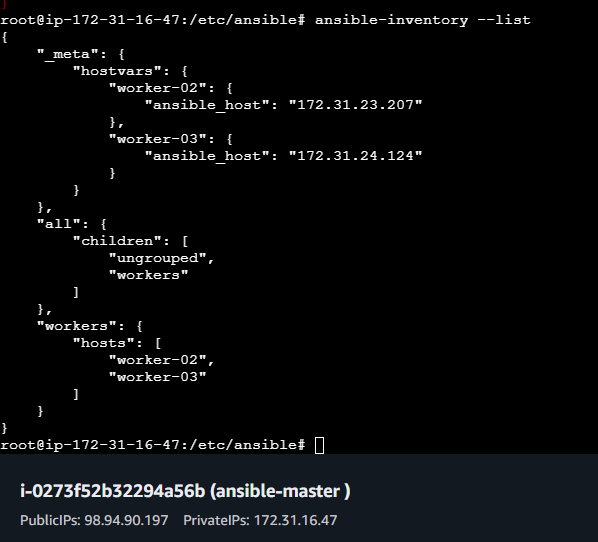 }
root@ip-172-31-16-47:/etc/ansible# ansible-inventory --list
{
    "_meta": {
        "hostvars": {
            "worker-02": {
                "ansible_host": "172.31.23.207"
            },
            "worker-03": {
                "ansible_host": "172.31.24.124"
            }
        }
    },
    "all": {
        "children": [
            "ungrouped",
            "workers"
        ]
    },
    "workers": {
        "hosts": [
            "worker-02",
            "worker-03"
        ]
    }
}
root@ip-172-31-16-47:/etc/ansible#
i-0273f52b32294a56b (ansible-master )
PublicIPs: 98.94.90.197    PrivateIPs: 172.31.16.47